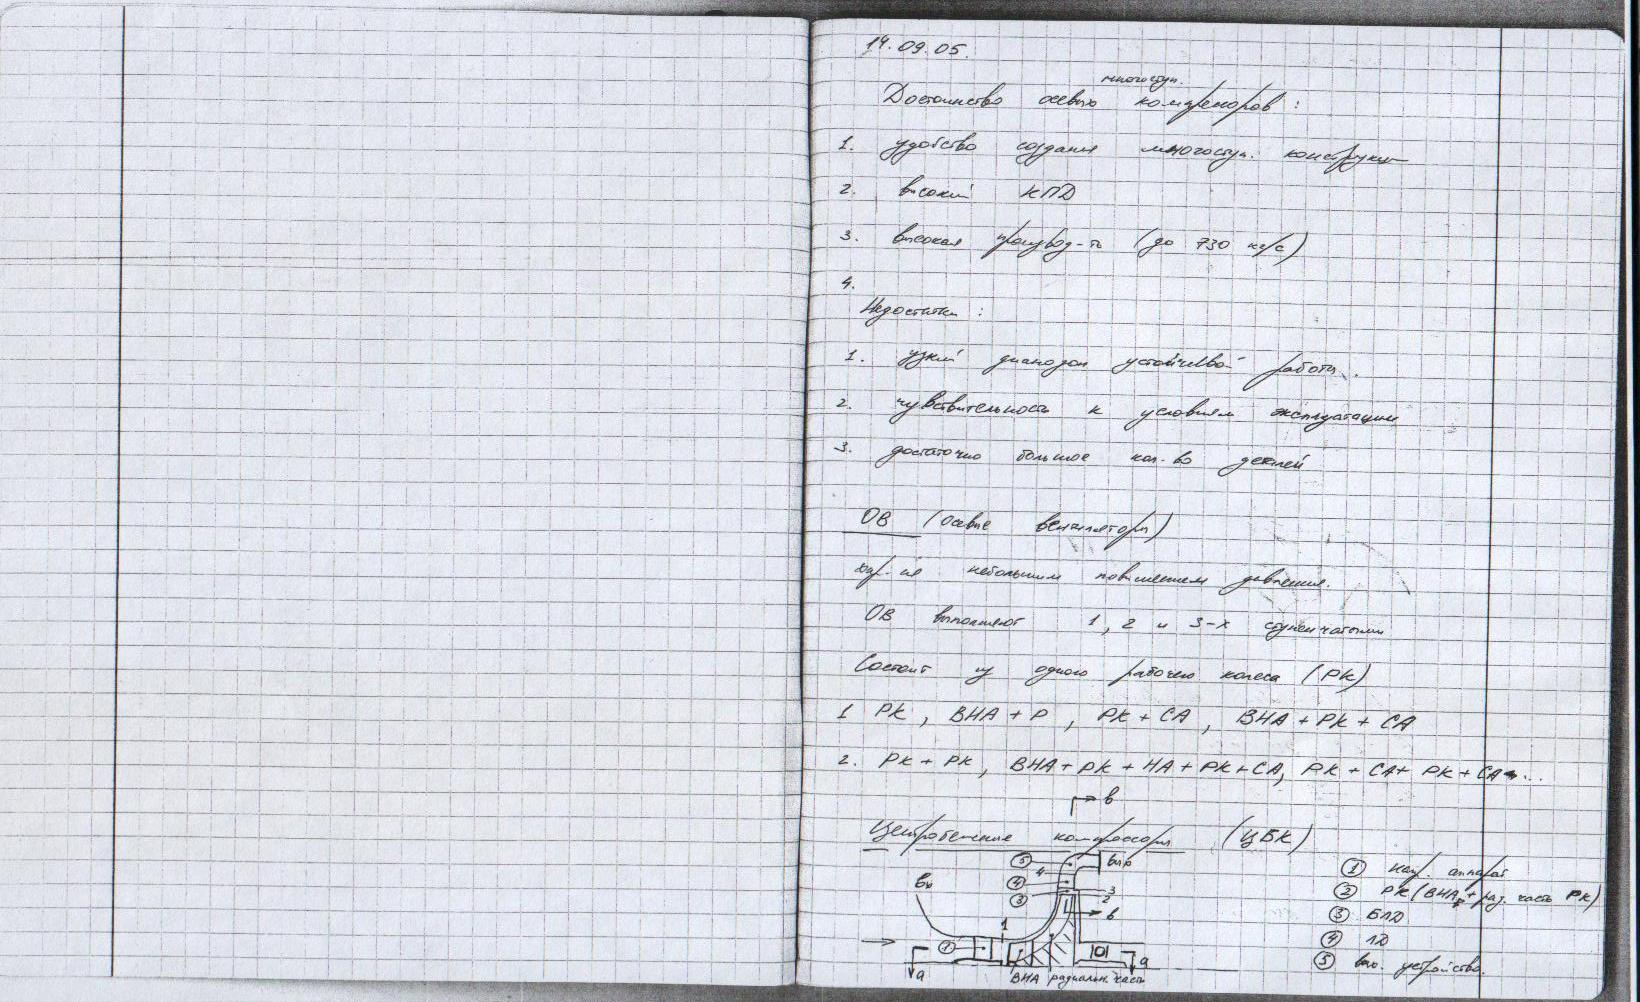 14.09.05.
многоступ.
Достоинство осевых компрессоров :
1. удобство создания многоступ. конструкции
2. высокий КПД
3. высокая производ-ть (до 730 кг/с)
4.
Недостатки :
1. узкий диапазон устойчивой работы.
2. чувствительность к условиям эксплуатации
3. достаточно большое кол-во деталей
ОВ (осевые вентиляторы)
хар-ся небольшим повышением давления.
ОВ выполняют 1, 2 и 3-х ступенчатыми
Состоит из одного рабочего колеса (РК)
1 РК, ВНА + Р, РК + СА, ВНА + РК + СА
2. РК + РК, ВНА + РК + НА + РК + СА, РК + СА + РК + СА...
в
Центробежные компрессоры (ЦБК)
5 4 вых
вх 4 3
3 2
в
1
1
а ВНА радиальн. часть а
1 нап. аппарат
2 РК (ВНАр + рад. часть РК)
3 БЛД
4 ЛД
5 вых. устройство.